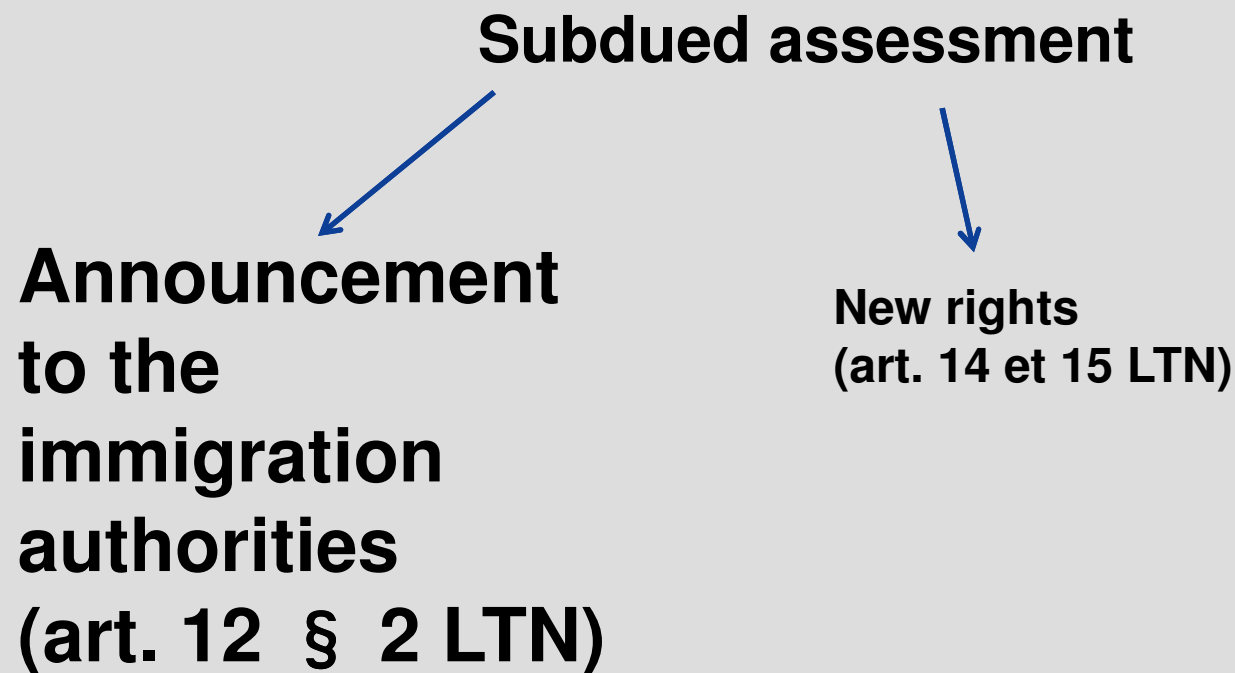 Subdued assessment
Announcement
to the
immigration
authorities
(art. 12 § 2 LTN)
New rights
(art. 14 et 15 LTN)